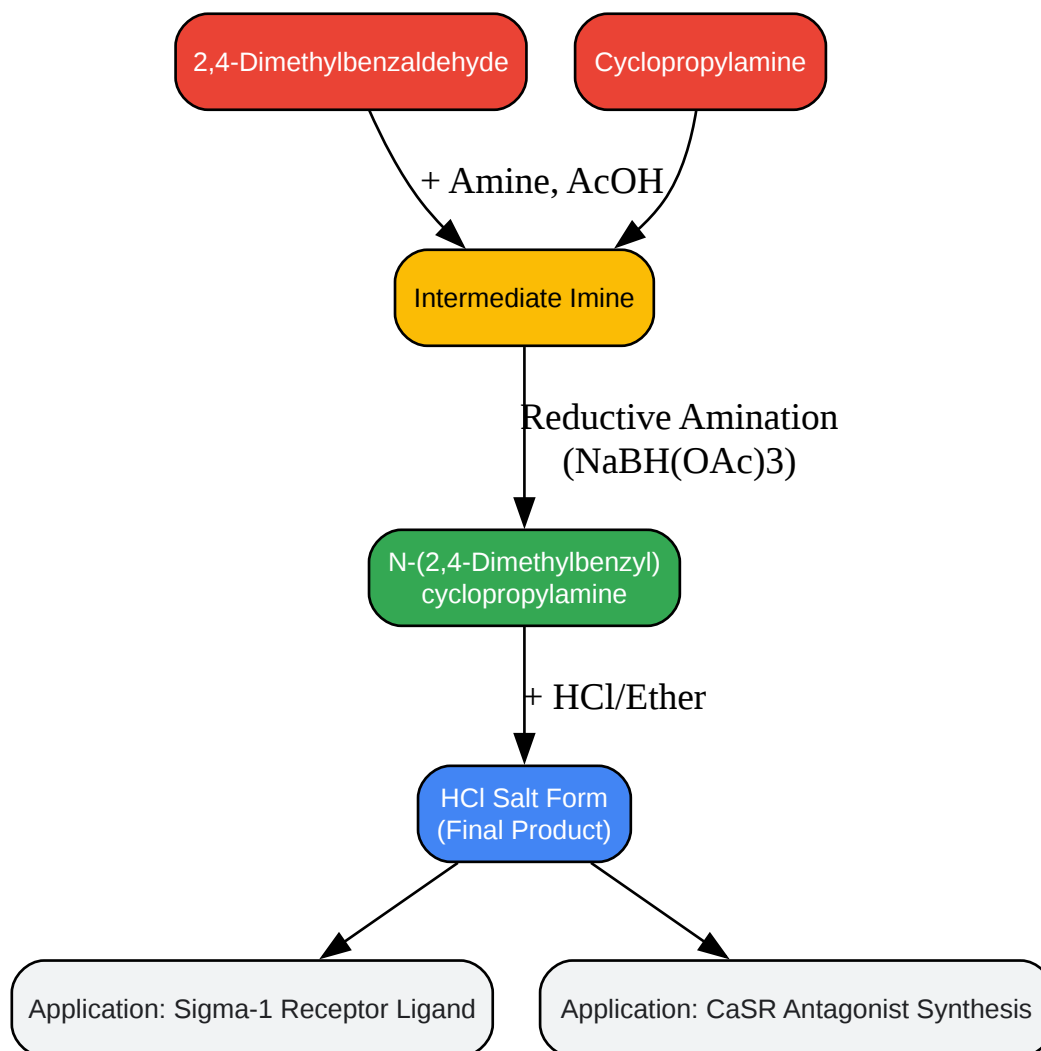 2,4-Dimethylbenzaldehyde
Cyclopropylamine
+ Amine, AcOH
Intermediate Imine
Reductive Amination
(NaBH(OAc)3)
N-(2,4-Dimethylbenzyl)
cyclopropylamine
+ HCl/Ether
HCl Salt Form
(Final Product)
Application: Sigma-1 Receptor Ligand
Application: CaSR Antagonist Synthesis